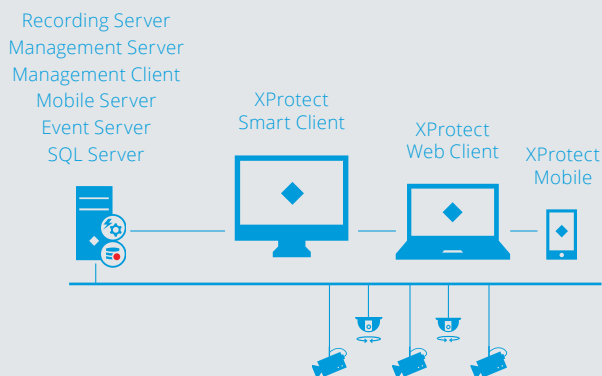 Recording Server
Management Server
Management Client
Mobile Server
Event Server
SQL Server
XProtect
Smart Client
XProtect
Web Client
XProtect
Mobile